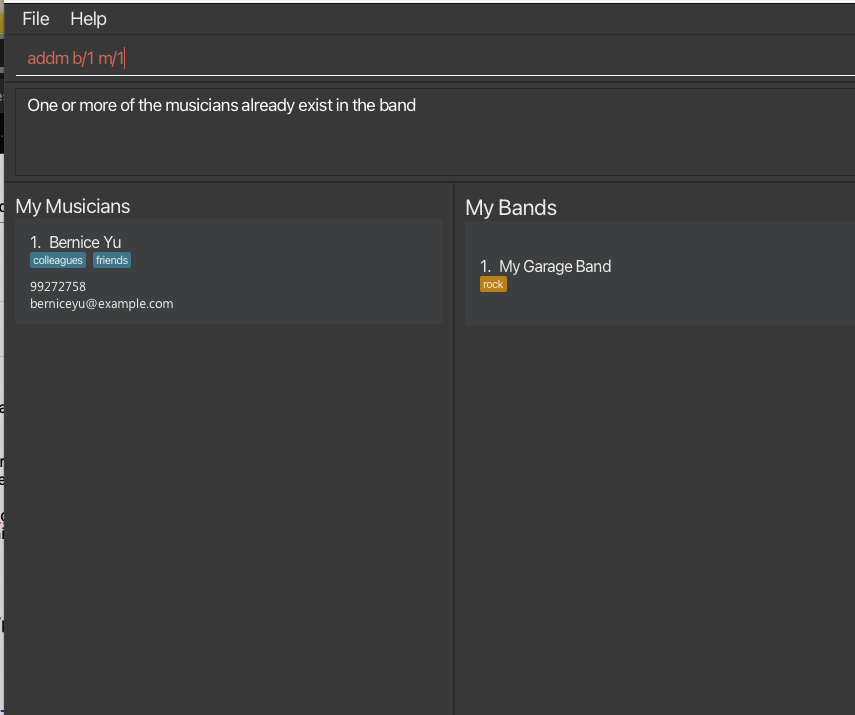 File Help
addm b/1 m/1
One or more of the musicians already exist in the band
My Musicians
1. Bernice Yu
colleagues friends
99272758
berniceyu@example.com
My Bands
1. My Garage Band
rock